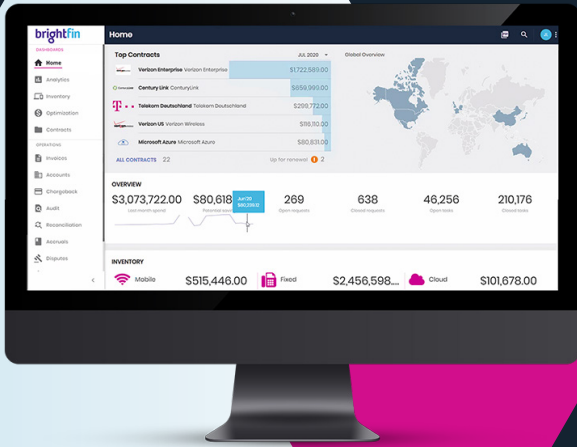 brightfin
DASHBOARDS
Home
Analytics
Inventory
Optimization
Contracts
OPERATIONS
Invoices
Accounts
Chargeback
Audit
Reconciliation
Accruals
Disputes
Home
Top Contracts
JUL 2020
Verizon Enterprise Verizon Enterprise $1,722,589.00
Century Link CenturyLink $659,999.00
Telekom Deutschland Telekom Deutschland $299,772.00
Verizon US Verizon Wireless $118,110.00
Microsoft Azure Microsoft Azure $80,831.00
ALL CONTRACTS 22
Up for renewal 2
Global Overview
OVERVIEW
$3,073,722.00 $80,618 269 638 46,256 210,176
Last month spend Potential Open requests Closed requests Open tasks Closed tasks
Jun'20
INVENTORY
Mobile $515,446.00 Fixed $2,456,598.... Cloud $101,678.00